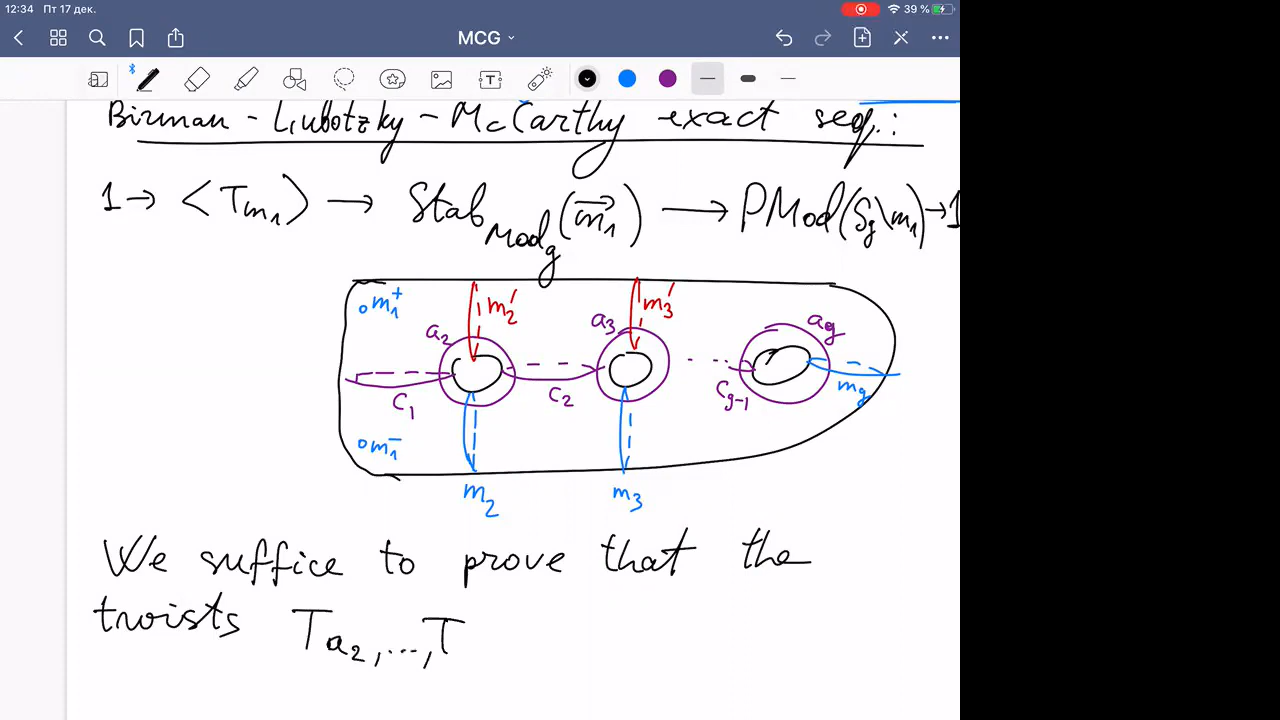 12:34 Пт 17 дек.
39 %
MCG
Birman - Lubotzky - McCarthy exact seq.:
1 → ⟨T_{m_1}⟩ → Stab_{Mod_g}(\vec{m_1}) → PMod(S_g\m_1) → 1
m_1^+ m_2' m_3'
a_2 a_3 a_g
c_1 c_2 c_{g-1} m_g
m_1^-
m_2 m_3
We suffice to prove that the
twists T_{a_2}, ..., T